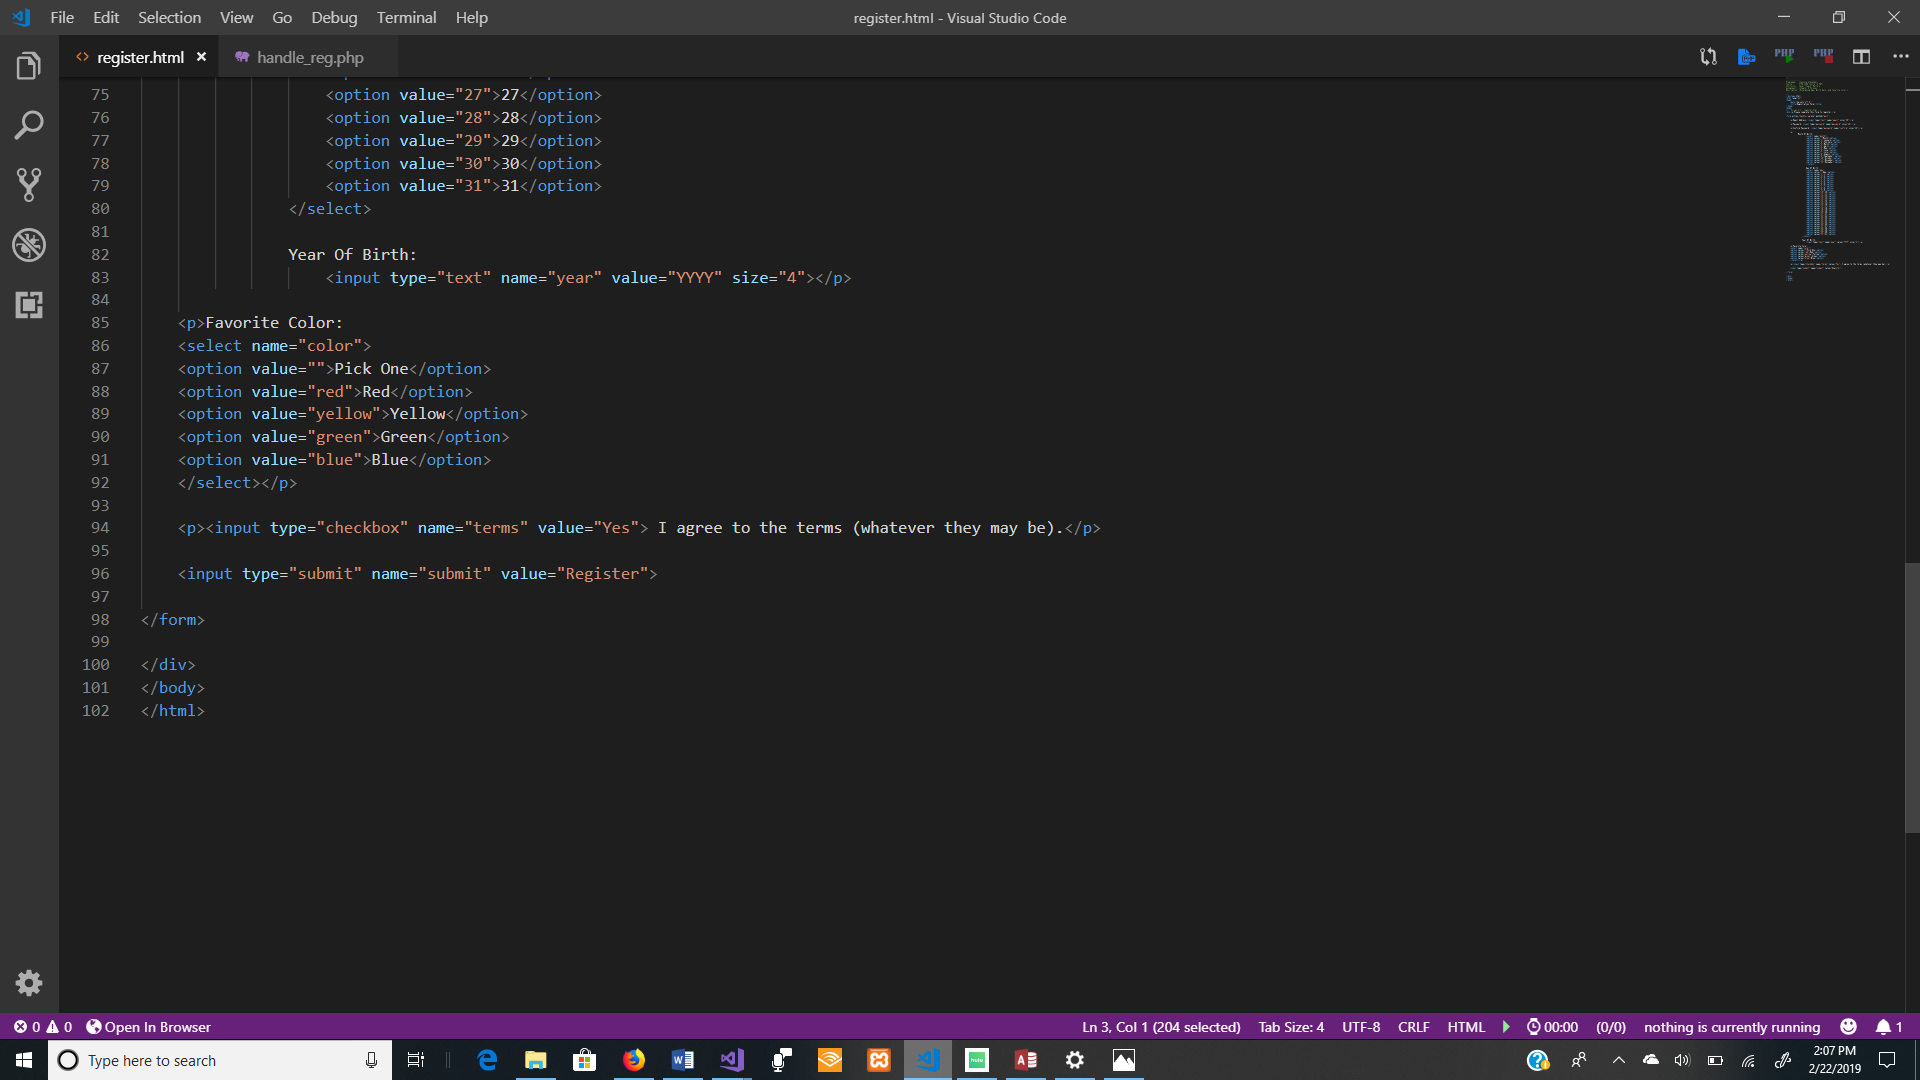 File Edit Selection View Go Debug Terminal Help
register.html - Visual Studio Code
<> register.html × handle_reg.php
PHP PHP
75 <option value="27">27</option>
76 <option value="28">28</option>
77 <option value="29">29</option>
78 <option value="30">30</option>
79 <option value="31">31</option>
80 </select>
81
82 Year Of Birth:
83 <input type="text" name="year" value="YYYY" size="4"></p>
84
85 <p>Favorite Color:
86 <select name="color">
87 <option value="">Pick One</option>
88 <option value="red">Red</option>
89 <option value="yellow">Yellow</option>
90 <option value="green">Green</option>
91 <option value="blue">Blue</option>
92 </select></p>
93
94 <p><input type="checkbox" name="terms" value="Yes"> I agree to the terms (whatever they may be).</p>
95
96 <input type="submit" name="submit" value="Register">
97
98 </form>
99
100 </div>
101 </body>
102 </html>
0 0 Open In Browser
Ln 3, Col 1 (204 selected) Tab Size: 4 UTF-8 CRLF HTML 00:00 (0/0) nothing is currently running 1
Type here to search
hulu
2:07 PM
2/22/2019